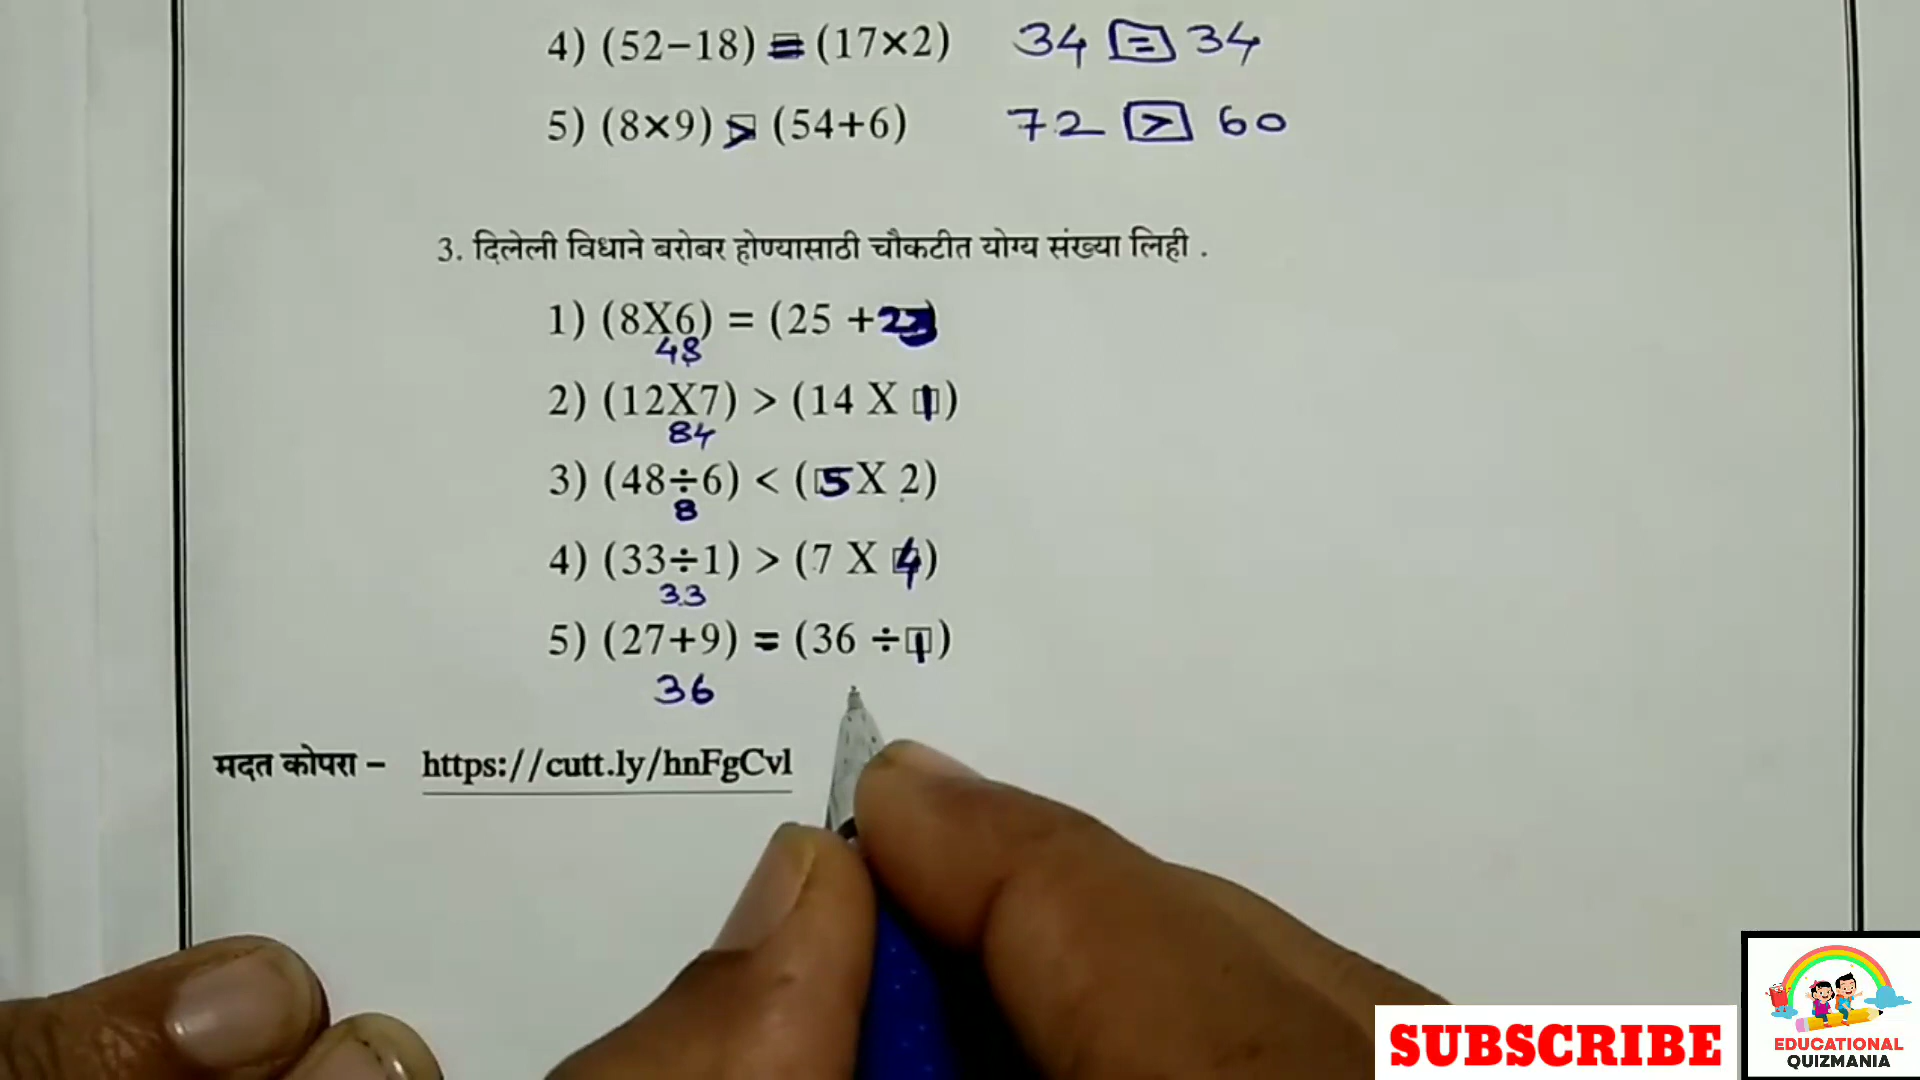 4) (52−18) = (17×2) 34 = 34
5) (8×9) > (54+6) 72 > 60
3. दिलेली विधाने बरोबर होण्यासाठी चौकटीत योग्य संख्या लिही .
1) (8X6) = (25 +23)
48
2) (12X7) > (14 X 1)
84
3) (48÷6) < (5 X 2)
8
4) (33÷1) > (7 X 4)
33
5) (27+9) = (36 ÷ 1)
36
मदत कोपरा – https://cutt.ly/hnFgCvl
SUBSCRIBE
EDUCATIONAL
QUIZMANIA